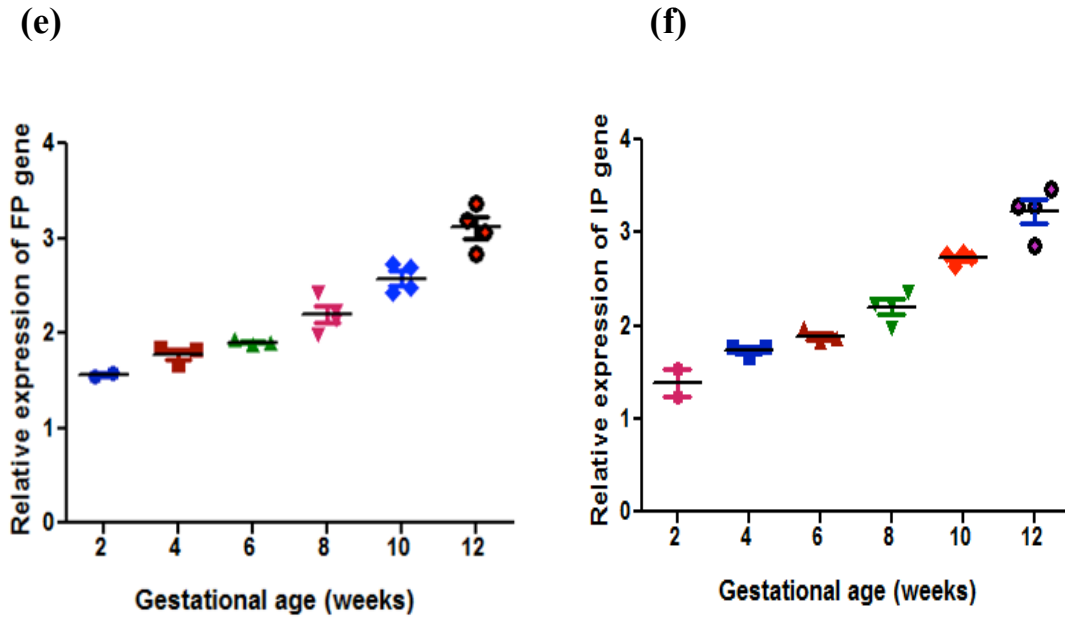 (e)
Relative expression of FP gene
4
3
2
1
0
2 4 6 8 10 12
Gestational age (weeks)
(f)
Relative expression of IP gene
4
3
2
1
0
2 4 6 8 10 12
Gestational age (weeks)